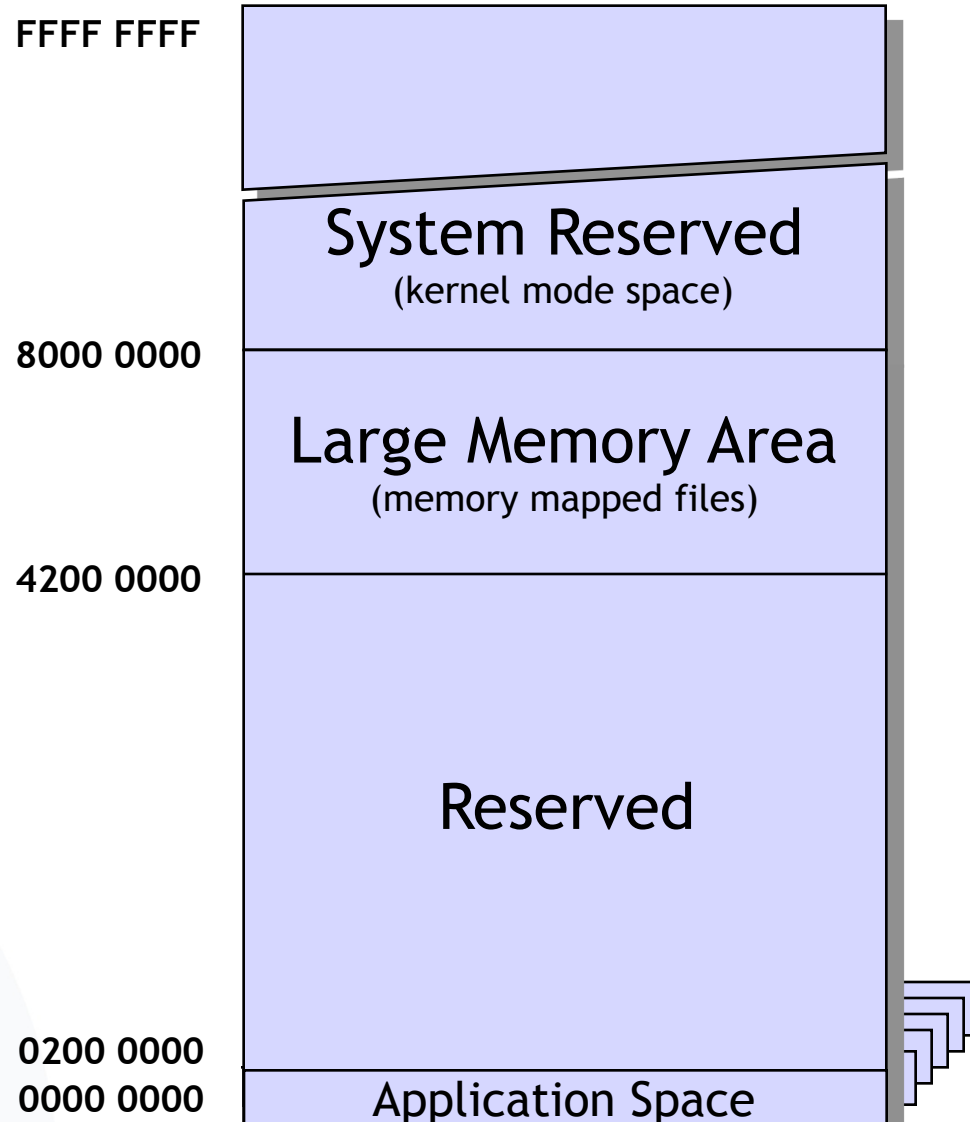 FFFF FFFF
System Reserved
(kernel mode space)
8000 0000
Large Memory Area
(memory mapped files)
4200 0000
Reserved
0200 0000
0000 0000
Application Space